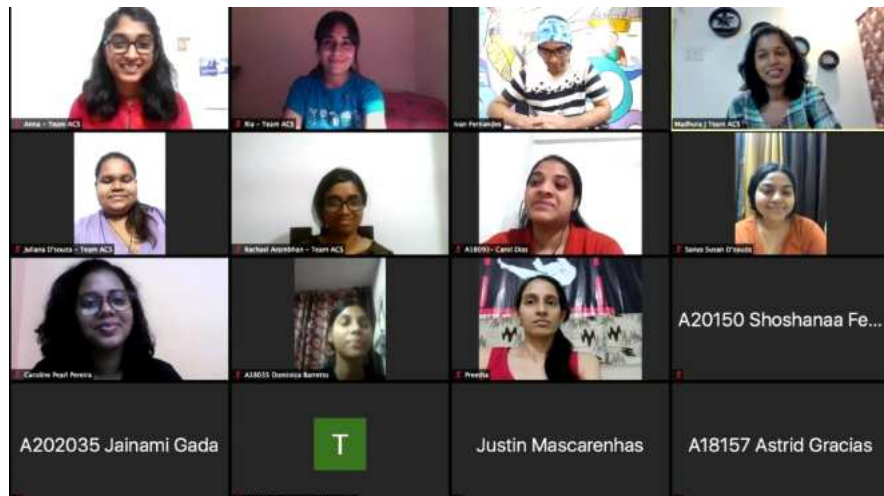 Anna - Team ACS
Ria - Team ACS
Ivan Fernandes
Madhura J Team ACS
Juliana D'souza - Team ACS
Rachael Arambhan - Team ACS
A18093- Carol Dias
Sanya Susan D'souza
Caroline Pearl Pereira
A18035 Dominica Barretto
Preetha
A20150 Shoshanaa Fe...
A202035 Jainami Gada
T
Justin Mascarenhas
A18157 Astrid Gracias